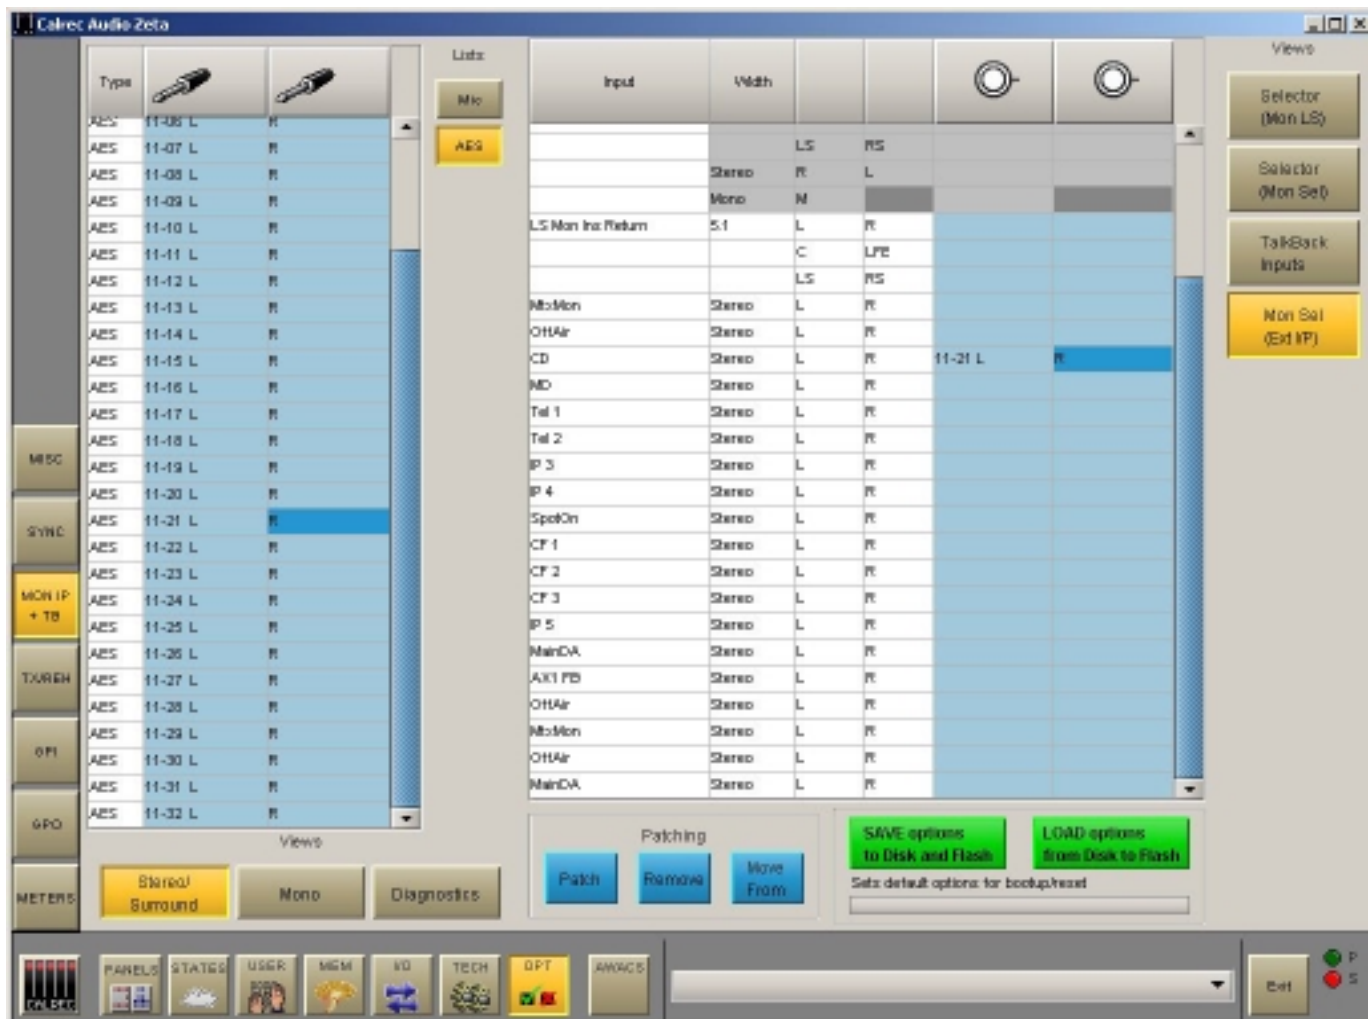 Calrec Audio Zeta
Type
AES 11-06 L R
AES 11-07 L R
AES 11-08 L R
AES 11-09 L R
AES 11-10 L R
AES 11-11 L R
AES 11-12 L R
AES 11-13 L R
AES 11-14 L R
AES 11-15 L R
AES 11-16 L R
AES 11-17 L R
AES 11-18 L R
AES 11-19 L R
AES 11-20 L R
AES 11-21 L R
AES 11-22 L R
AES 11-23 L R
AES 11-24 L R
AES 11-25 L R
AES 11-26 L R
AES 11-27 L R
AES 11-28 L R
AES 11-29 L R
AES 11-30 L R
AES 11-31 L R
AES 11-32 L R
Lists
Mic
AES
Input Width
LS RS
Stereo R L
Mono M
LS Mon Ins Return 5.1 L R
C LFE
LS RS
MtxMon Stereo L R
OffAir Stereo L R
CD Stereo L R 11-21 L R
MD Stereo L R
Tel 1 Stereo L R
Tel 2 Stereo L R
IP 3 Stereo L R
IP 4 Stereo L R
SpotOn Stereo L R
CF 1 Stereo L R
CF 2 Stereo L R
CF 3 Stereo L R
IP 5 Stereo L R
MainDA Stereo L R
AX1 FB Stereo L R
OffAir Stereo L R
MtxMon Stereo L R
OffAir Stereo L R
MainDA Stereo L R
Views
Selector
(Mon LS)
Selector
(Mon Sel)
TalkBack
Inputs
Mon Sel
(Ext I/P)
MISC
SYNC
MON IP
+ TB
TX/REH
GPI
GPO
METERS
Views
Stereo/
Surround
Mono
Diagnostics
Patching
Patch
Remove
Move
From
SAVE options
to Disk and Flash
LOAD options
from Disk to Flash
Sets default options for bootup/reset
CALREC
PANELS
STATES
USER
MEM
I/O
TECH
OPT
AWACS
Exit
P
S